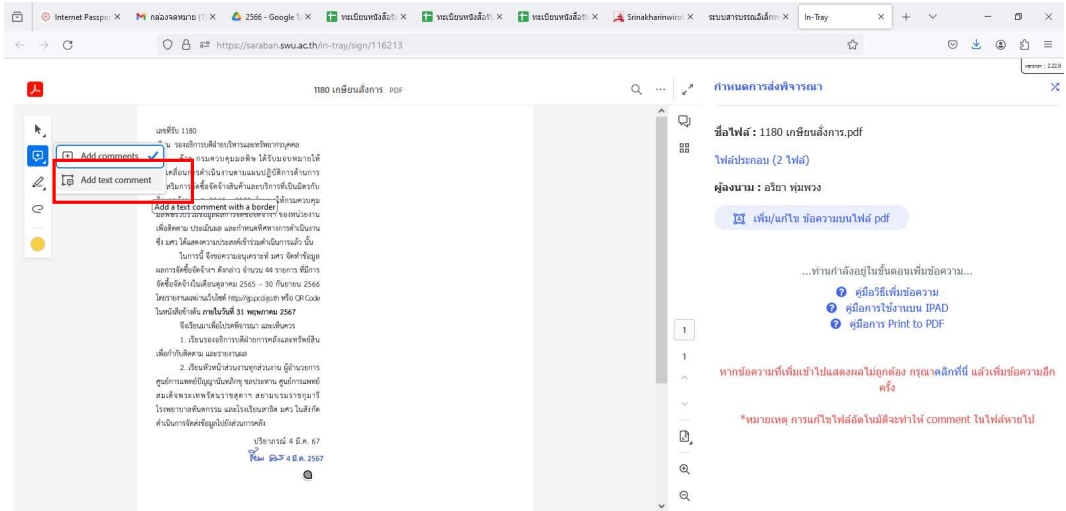 Internet Passpor
กล่องจดหมาย (1)
2566 - Google ไ
ทะเบียนหนังสือรับ
ทะเบียนหนังสือรับ
ทะเบียนหนังสือรับ
Srinakharinwirot
ระบบสารบรรณอิเล็กท
In-Tray
https://saraban.swu.ac.th/in-tray/sign/116213
version : 2.22.9
1180 เกษียนสั่งการ PDF
กำหนดการส่งพิจารณา
Add comments
Add text comment
Add a text comment with a border
เลขที่รับ 1180
รองอธิการบดีฝ่ายบริหารและทรัพยากรบุคคล
กรมควบคุมมลพิษ ได้รับมอบหมายให้
เคลื่อนการดำเนินงานตามแผนปฏิบัติการด้านการ
จัดซื้อจัดจ้างสินค้าและบริการที่เป็นมิตรกับ
ให้กรมควบคุม
มลพิษรวบรวมข้อมูลผลการจัดซื้อจัดจ้างฯ ของหน่วยงาน
เพื่อติดตาม ประเมินผล และกำหนดทิศทางการดำเนินงาน
ซึ่ง มศว ได้แสดงความประสงค์เข้าร่วมดำเนินการแล้ว นั้น
ในการนี้ จึงขอความอนุเคราะห์ มศว จัดทำข้อมูล
ผลการจัดซื้อจัดจ้างฯ ดังกล่าว จำนวน 44 รายการ ที่มีการ
จัดซื้อจัดจ้างในเดือนตุลาคม 2565 – 30 กันยายน 2566
โดยรายงานผลผ่านเว็บไซต์ http://gp.pcd.go.th หรือ QR Code
ในหนังสือข้างต้น ภายในวันที่ 31 พฤษภาคม 2567
จึงเรียนมาเพื่อโปรดพิจารณา และเห็นควร
1. เรียนรองอธิการบดีฝ่ายการคลังและทรัพย์สิน
เพื่อกำกับติดตาม และรายงานผล
2. เรียนหัวหน้าส่วนงานทุกส่วนงาน ผู้อำนวยการ
ศูนย์การแพทย์ปัญญานันทภิกขุ ชลประทาน ศูนย์การแพทย์
สมเด็จพระเทพรัตนราชสุดาฯ สยามบรมราชกุมารี
โรงพยาบาลทันตกรรม และโรงเรียนสาธิต มศว ในสังกัด
ดำเนินการจัดส่งข้อมูลไปยังส่วนการคลัง
ปริยาภรณ์ 4 มี.ค. 67
4 มี.ค. 2567
1
1
ชื่อไฟล์ : 1180 เกษียนสั่งการ.pdf
ไฟล์ประกอบ (2 ไฟล์)
ผู้ลงนาม : อริยา พุ่มพวง
เพิ่ม/แก้ไข ข้อความบนไฟล์ pdf
...ท่านกำลังอยู่ในขั้นตอนเพิ่มข้อความ...
คู่มือวิธีเพิ่มข้อความ
คู่มือการใช้งานบน IPAD
คู่มือการ Print to PDF
หากข้อความที่เพิ่มเข้าไปแสดงผลไม่ถูกต้อง กรุณาคลิกที่นี่ แล้วเพิ่มข้อความอีก
ครั้ง
*หมายเหตุ การแก้ไขไฟล์อัตโนมัติจะทำให้ comment ในไฟล์หายไป